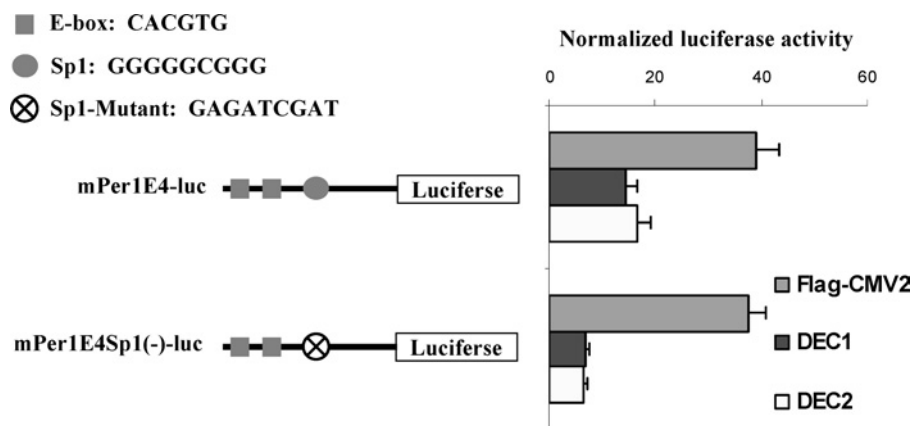 E-box: CACGTG
Sp1: GGGGGCGGG
Sp1-Mutant: GAGATCGAT
Normalized luciferase activity
0 20 40 60
mPer1E4-luc
Luciferse
mPer1E4Sp1(-)-luc
Luciferse
Flag-CMV2
DEC1
DEC2